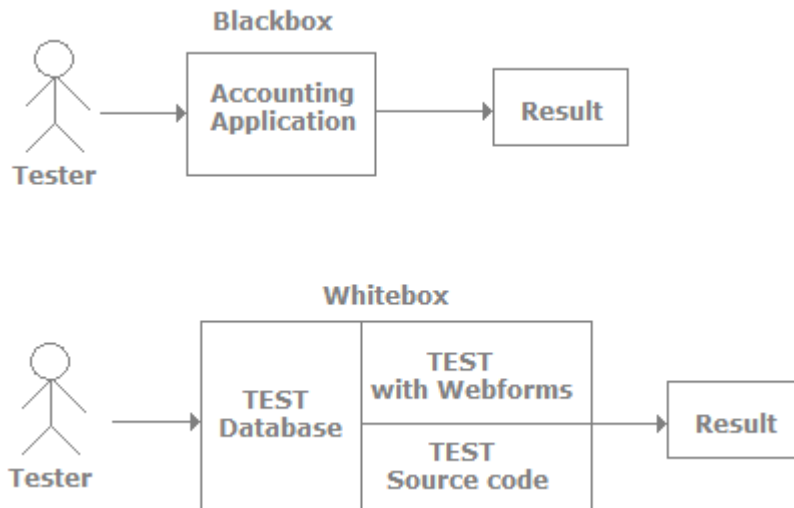 Blackbox
Accounting
Application
Result
Tester
Whitebox
TEST
Database
TEST
with Webforms
TEST
Source code
Result
Tester